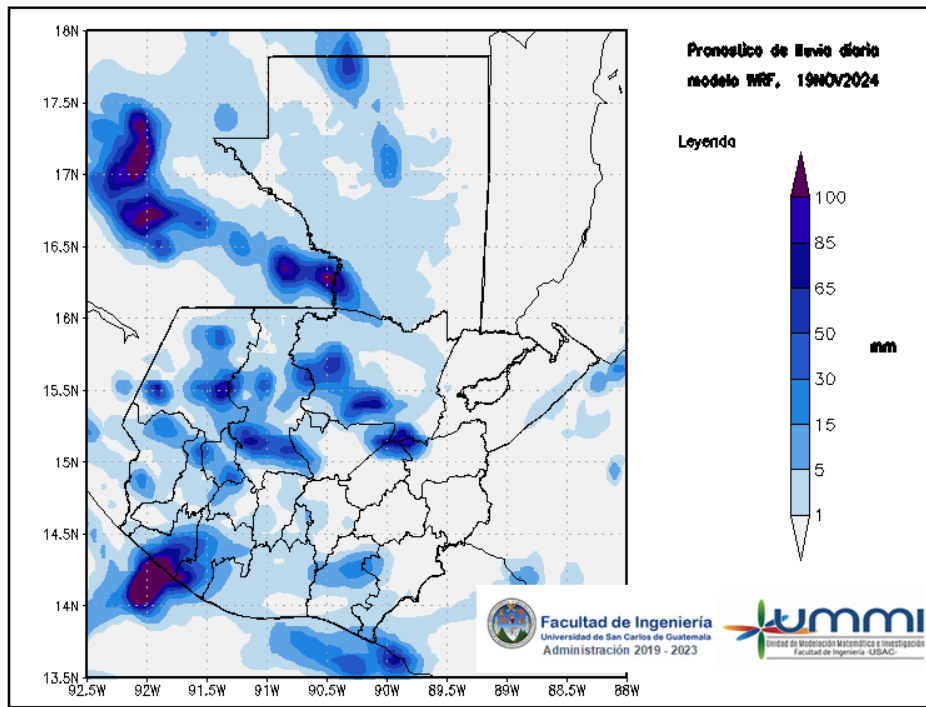 Pronostico de lluvia diaria
modelo WRF, 19NOV2024
Leyenda
100
85
65
50
30
15
5
1
mm
18N
17.5N
17N
16.5N
16N
15.5N
15N
14.5N
14N
13.5N
92.5W
92W
91.5W
91W
90.5W
90W
89.5W
89W
88.5W
88W
Facultad de Ingeniería
Universidad de San Carlos de Guatemala
Administración 2019 - 2023
UMMI
Unidad de Modelación Matemática e Investigación
Facultad de Ingeniería -USAC-